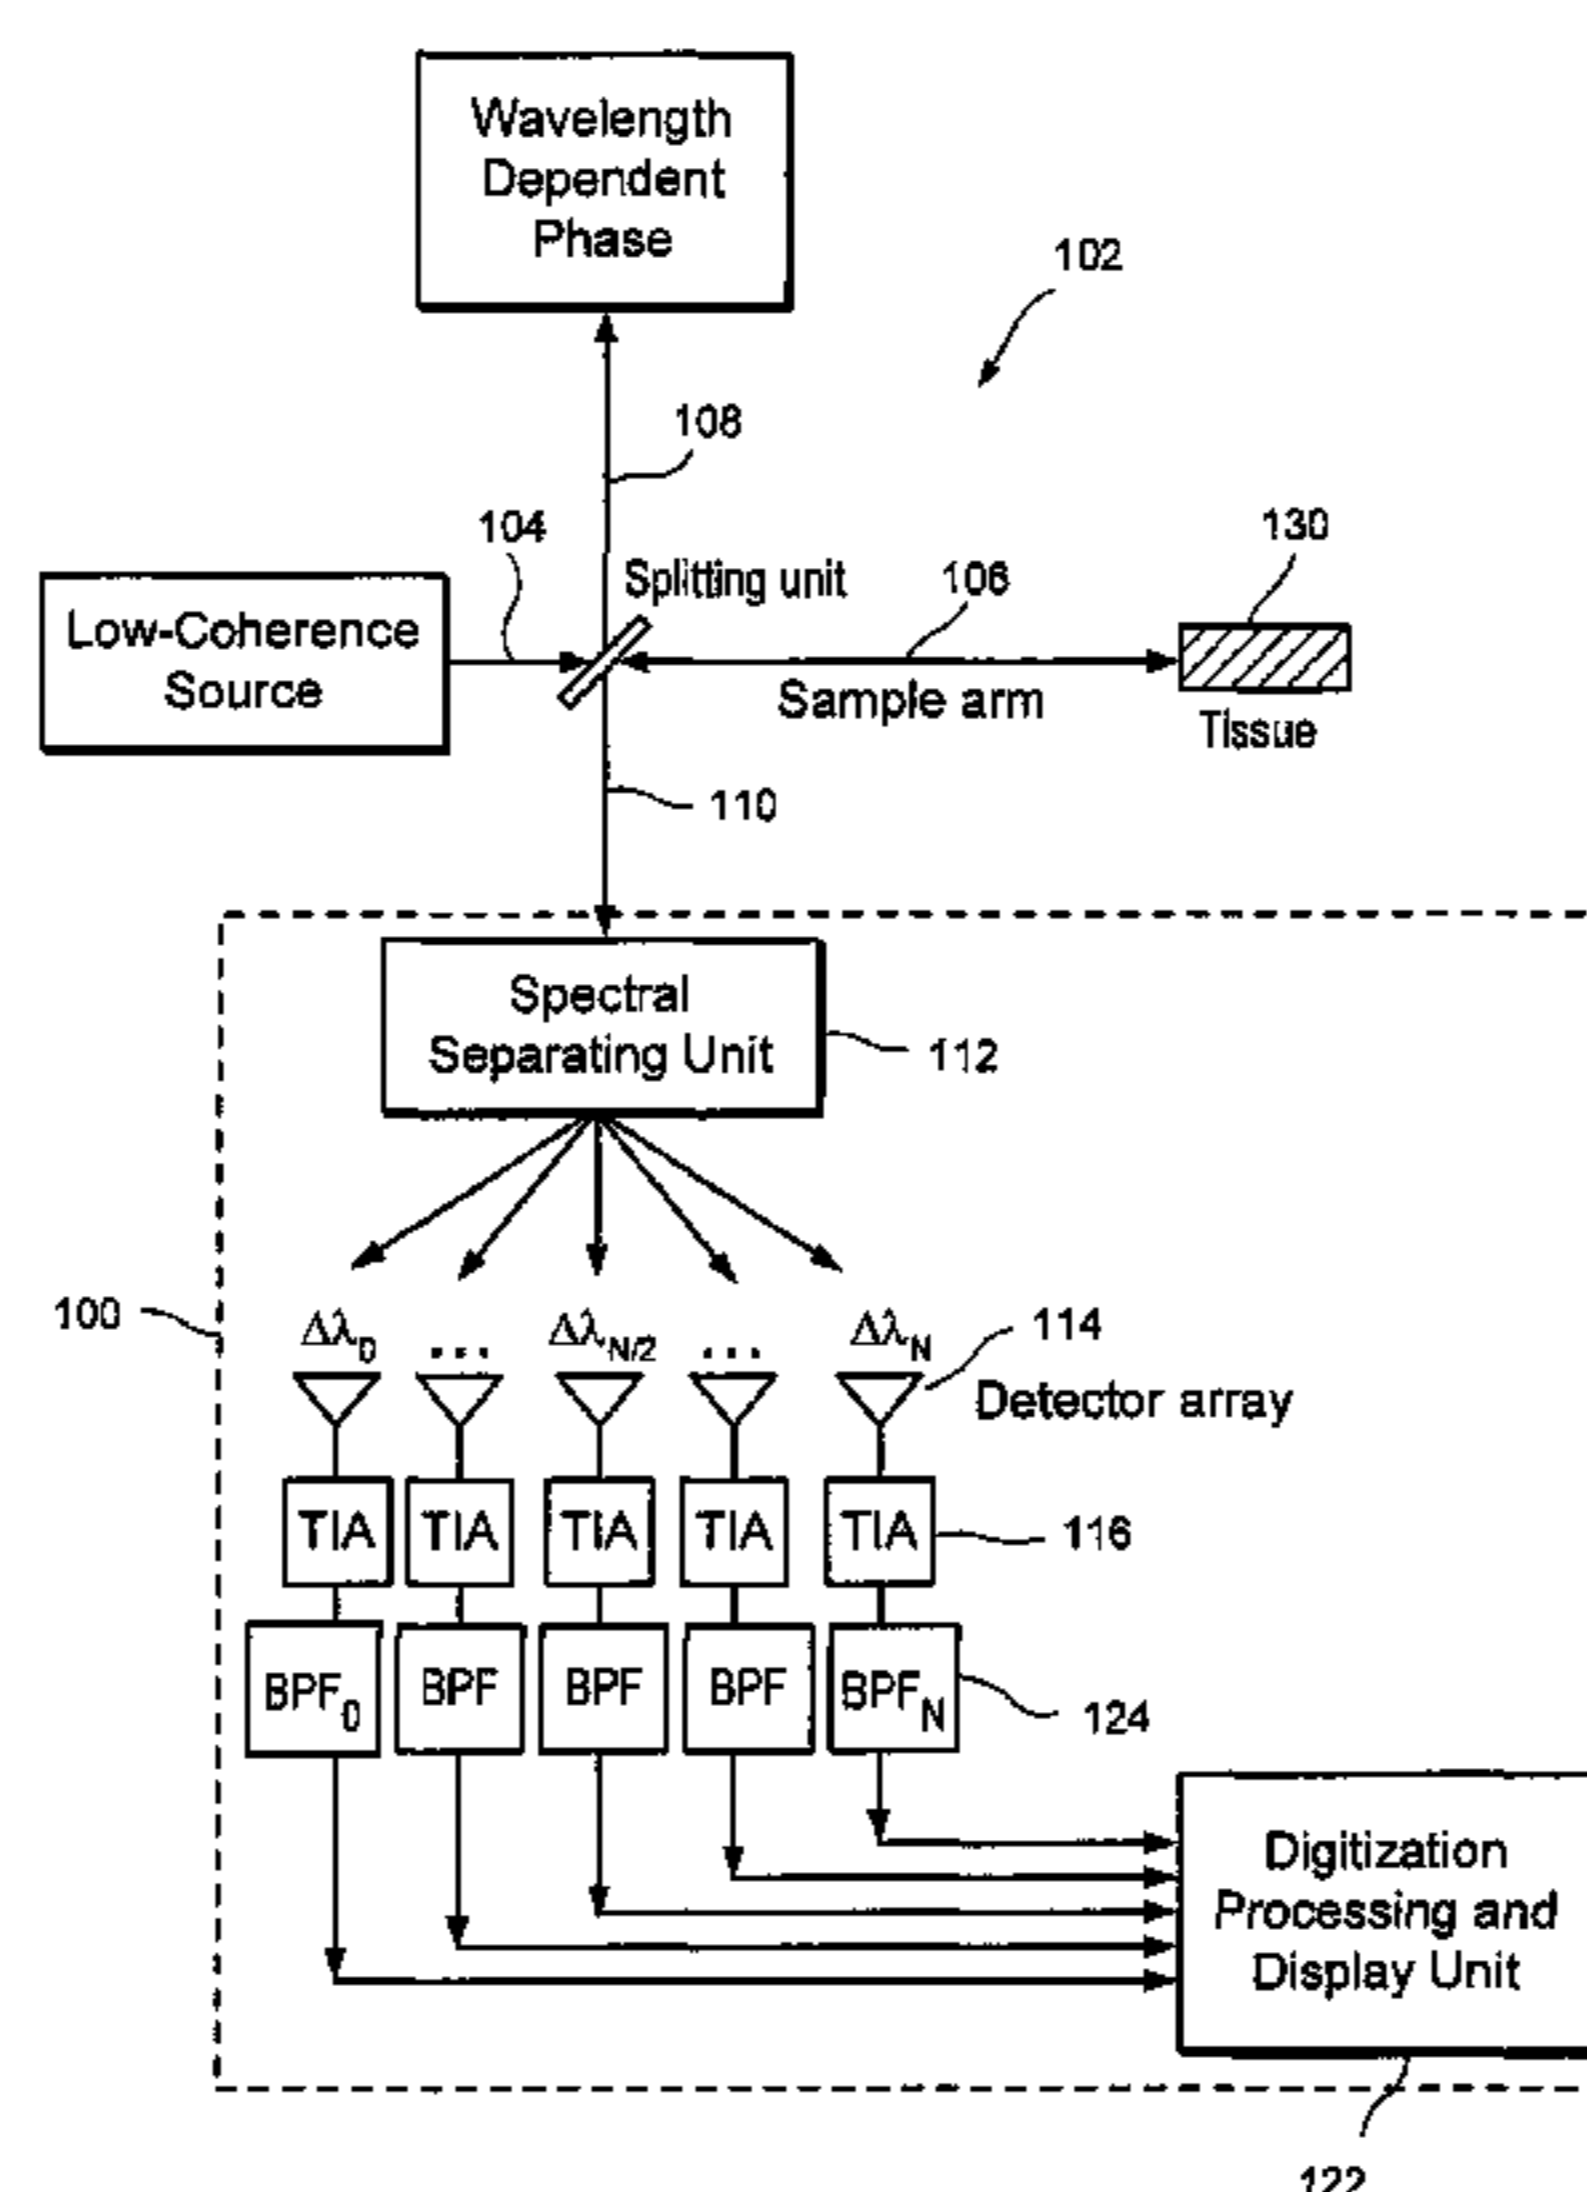 Wavelength
Dependent
Phase
102
108
104
130
Splitting unit
106
Low-Coherence
Source
Sample arm
Tissue
110
Spectral
Separating Unit
112
100
Δλ0 ... ΔλN/2 ... ΔλN
114
Detector array
TIA TIA TIA TIA TIA
116
BPF0 BPF BPF BPF BPFN
124
Digitization
Processing and
Display Unit
122